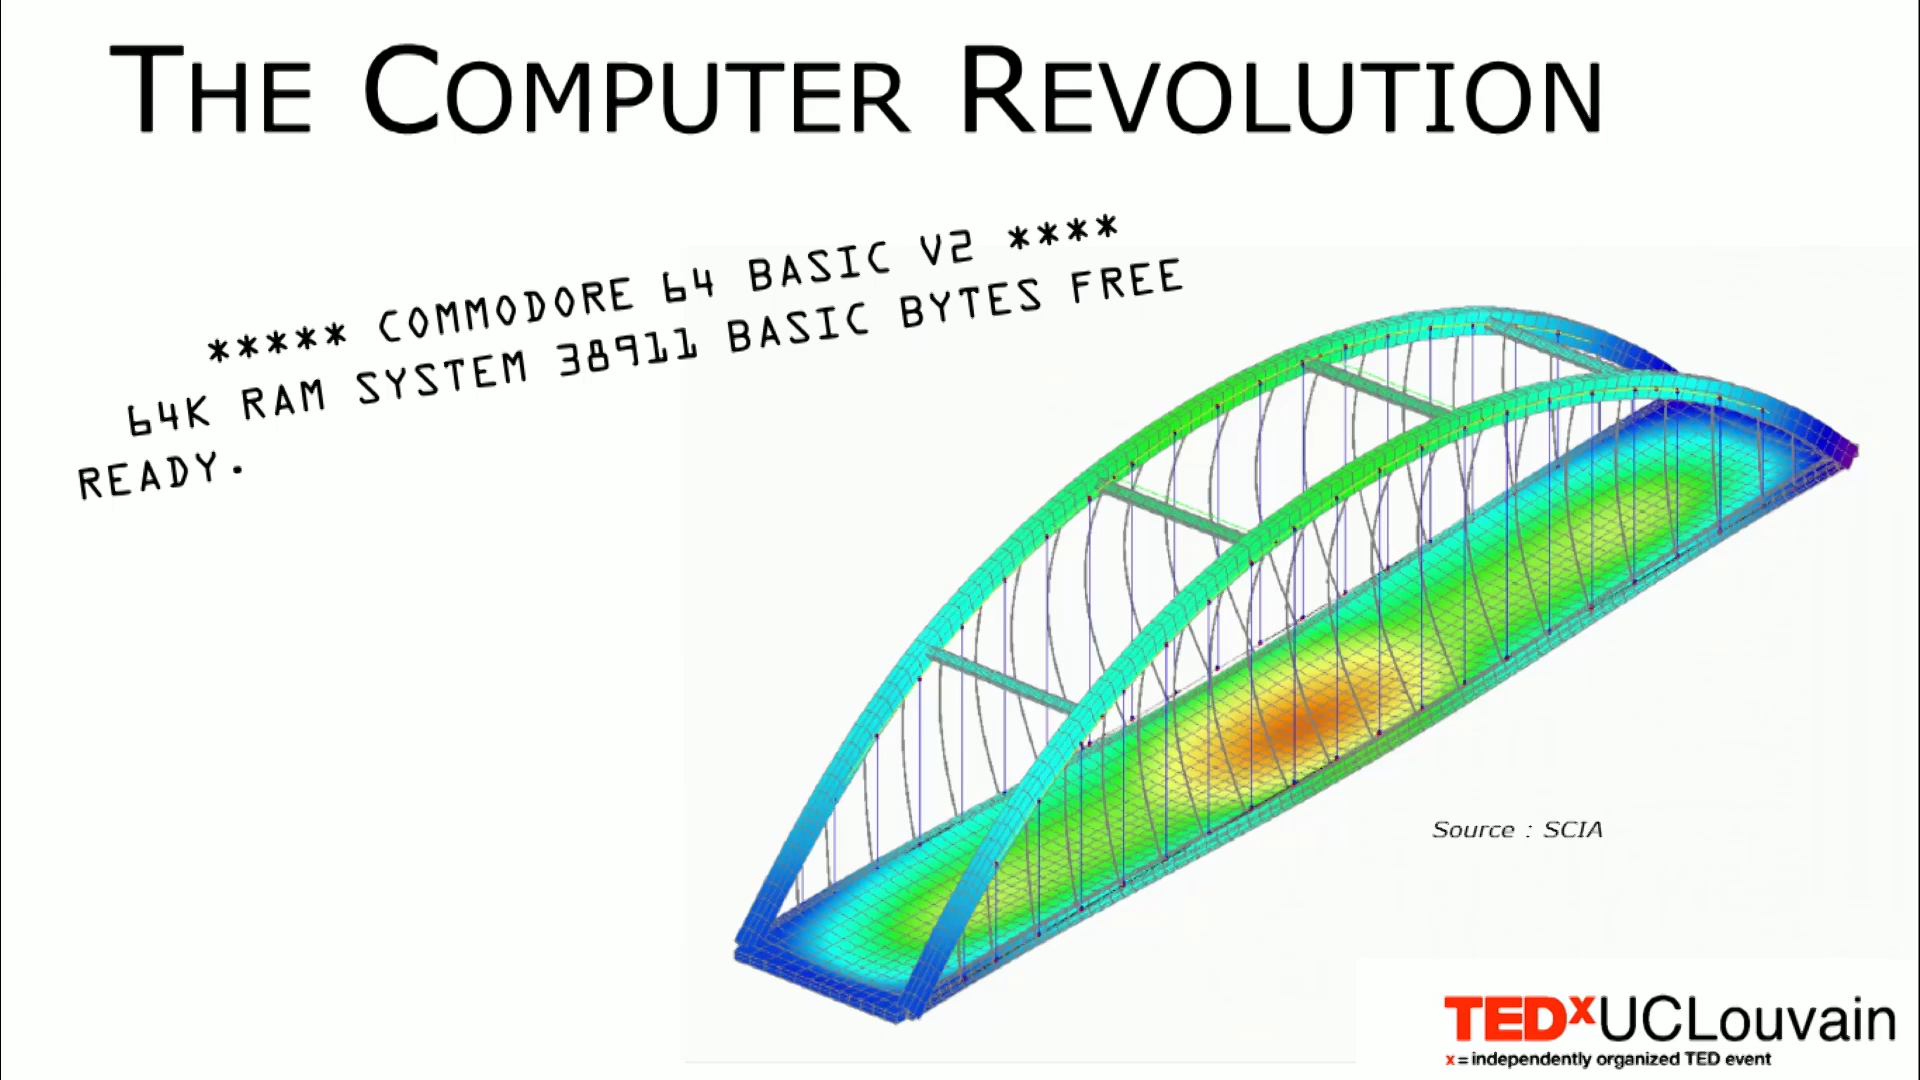 THE COMPUTER REVOLUTION
***** COMMODORE 64 BASIC V2 ****
64K RAM SYSTEM 38911 BASIC BYTES FREE
READY.
Source : SCIA
TEDxUCLouvain
x = independently organized TED event